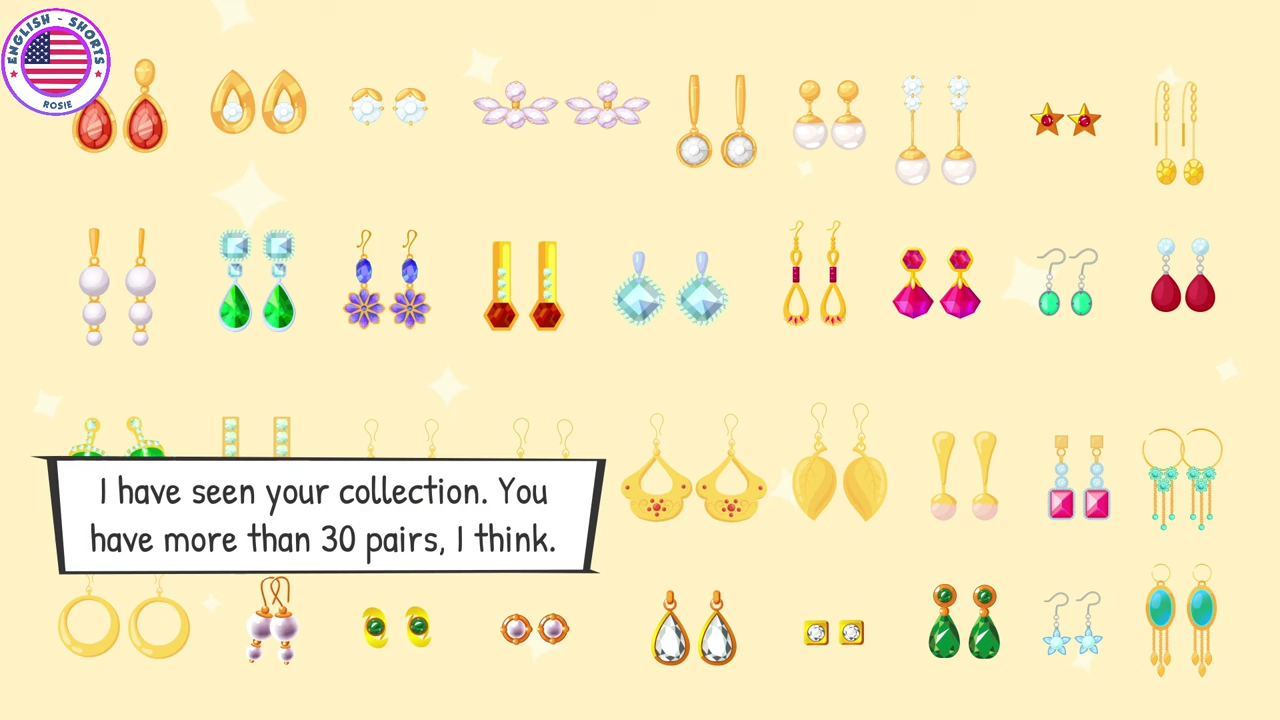 ENGLISH - SHORTS
ROSIE
I have seen your collection. You
have more than 30 pairs, I think.